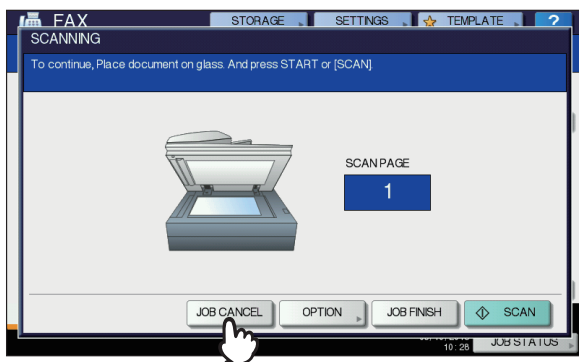 FAX STORAGE SETTINGS TEMPLATE ?
SCANNING
To continue, Place document on glass. And press START or [SCAN].
SCAN PAGE
1
JOB CANCEL OPTION JOB FINISH SCAN
10:28 JOB STATUS